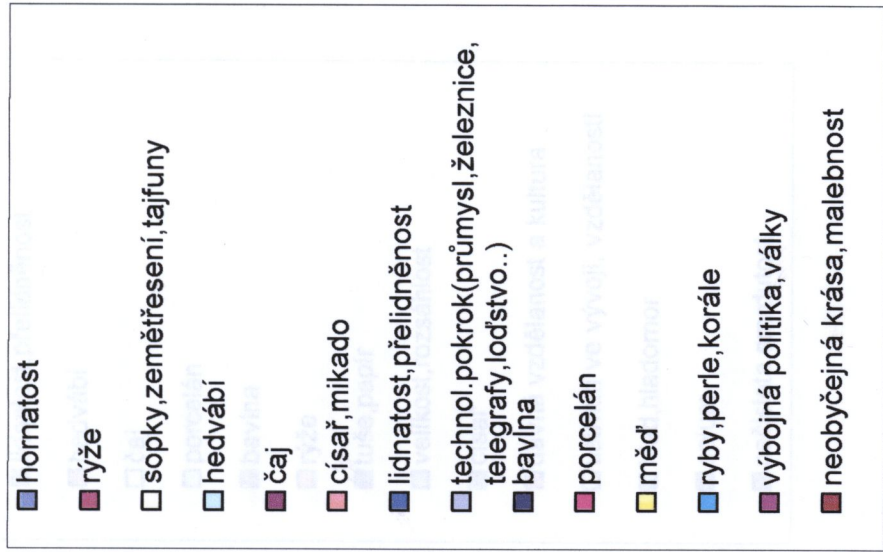 hornatost
rýže
sopky,zemětřesení,tajfuny
hedvábí
čaj
císař,mikado
lidnatost,přelidněnost
technol.pokrok(průmysl,železnice,
telegrafy,loďstvo..)
bavlna
porcelán
měď
ryby,perle,korále
výbojná politika,války
neobyčejná krása,malebnost